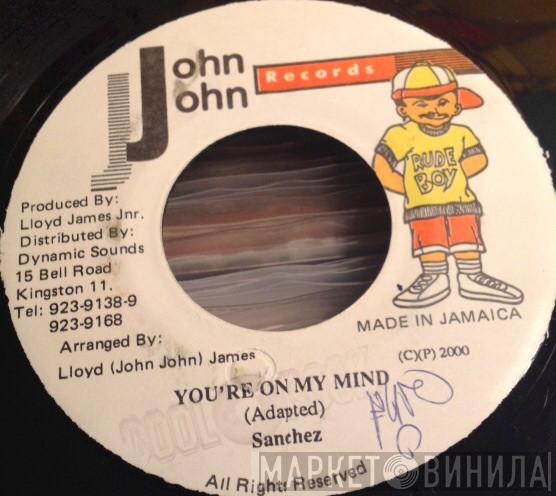 John
John
Records
RUDE
BOY
Produced By:
Lloyd James Jnr.
Distributed By:
Dynamic Sounds
15 Bell Road
Kingston 11.
Tel: 923-9138-9
923-9168
MADE IN JAMAICA
Arranged By:
Lloyd (John John) James
(C)(P) 2000
YOU'RE ON MY MIND
(Adapted)
Sanchez
All Rights Reserved
МАРКЕТ ВИНИЛА